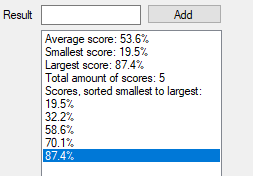 Result
Add
Average score: 53.6%
Smallest score: 19.5%
Largest score: 87.4%
Total amount of scores: 5
Scores, sorted smallest to largest:
19.5%
32.2%
58.6%
70.1%
87.4%